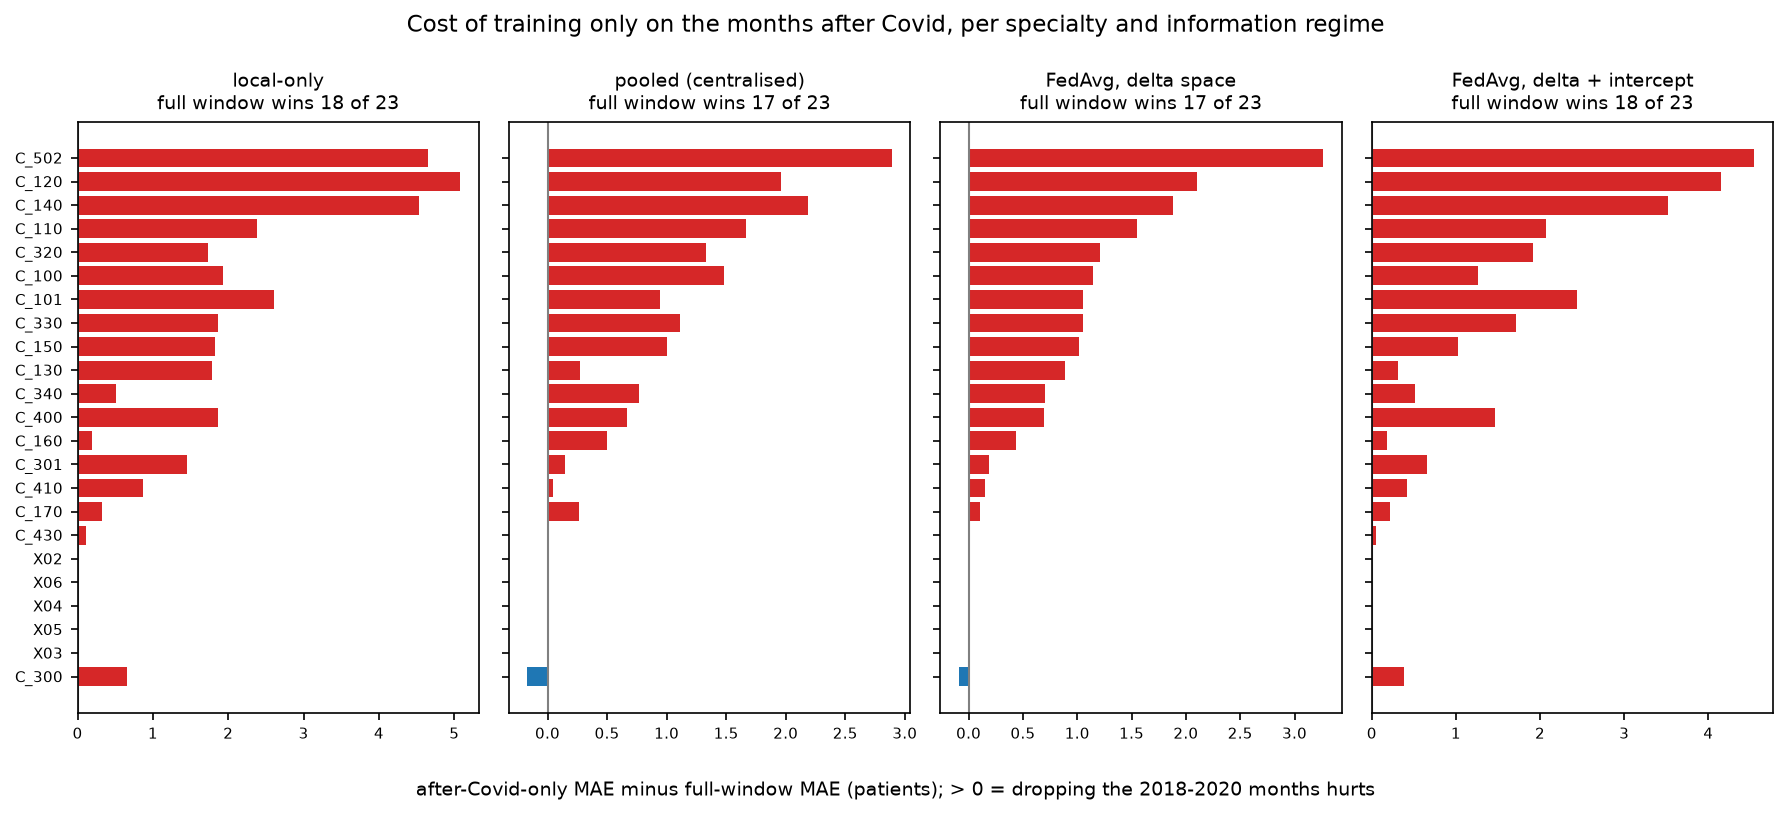 Cost of training only on the months after Covid, per specialty and information regime
local-only
full window wins 18 of 23
pooled (centralised)
full window wins 17 of 23
FedAvg, delta space
full window wins 17 of 23
FedAvg, delta + intercept
full window wins 18 of 23
C_502
C_120
C_140
C_110
C_320
C_100
C_101
C_330
C_150
C_130
C_340
C_400
C_160
C_301
C_410
C_170
C_430
X02
X06
X04
X05
X03
C_300
0 1 2 3 4 5
0.0 0.5 1.0 1.5 2.0 2.5 3.0
0.0 0.5 1.0 1.5 2.0 2.5 3.0
0 1 2 3 4
after-Covid-only MAE minus full-window MAE (patients); > 0 = dropping the 2018-2020 months hurts